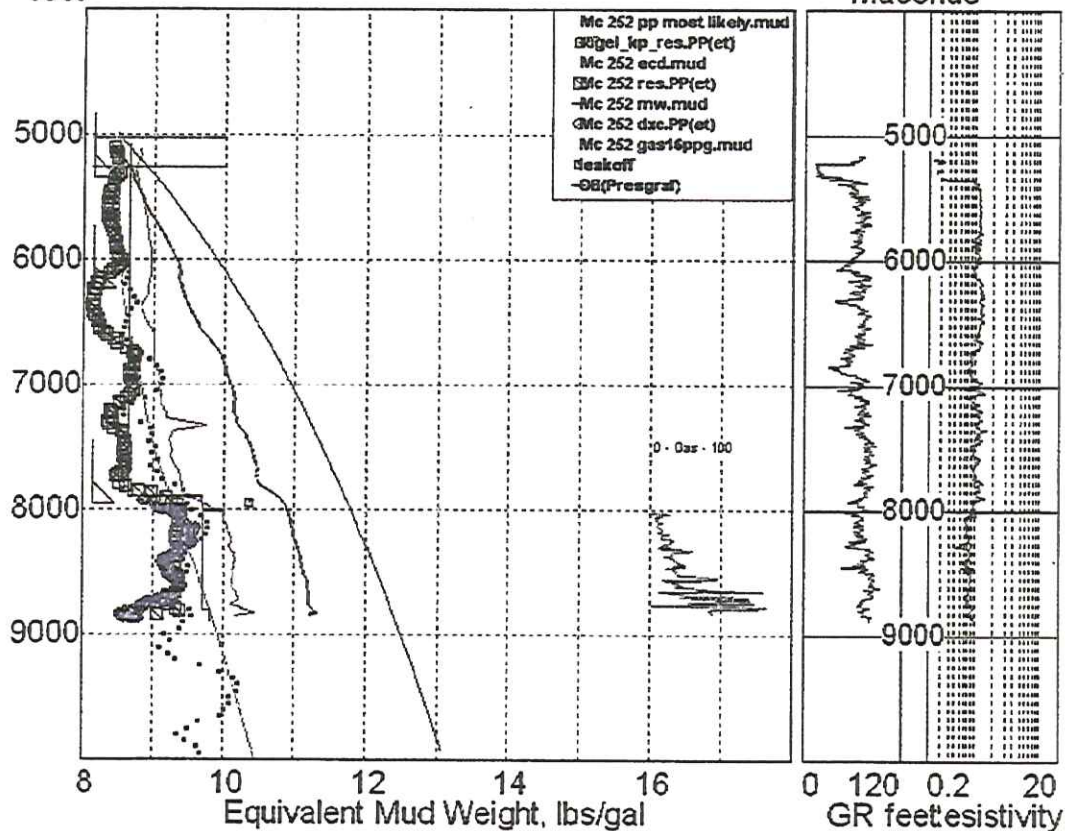 Mc 252 pp most likely.mud
Mc 252 ecd.mud
Mc 252 res.PP(et)
Mc 252 mw.mud
Mc 252 dxc.PP(et)
Mc 252 gas16ppg.mud
OB(Presgraf)
5000
6000
7000
8000
9000
0 - Gas - 100
8 10 12 14 16
Equivalent Mud Weight, lbs/gal
5000
6000
7000
8000
9000
0 120 0.2 20
GR feet esistivity